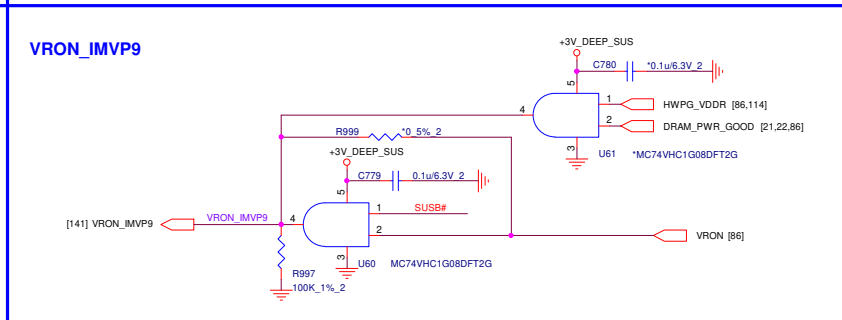 VRON_IMVP9
+3V_DEEP_SUS
C780 *0.1u/6.3V_2
5
4
1 HWPG_VDDR [86,114]
2 DRAM_PWR_GOOD [21,22,86]
3
U61 *MC74VHC1G08DFT2G
R999 *0_5%_2
+3V_DEEP_SUS
C779 0.1u/6.3V_2
5
1 SUSB#
[141] VRON_IMVP9 VRON_IMVP9 4
2 VRON [86]
3
U60 MC74VHC1G08DFT2G
R997
100K_1%_2